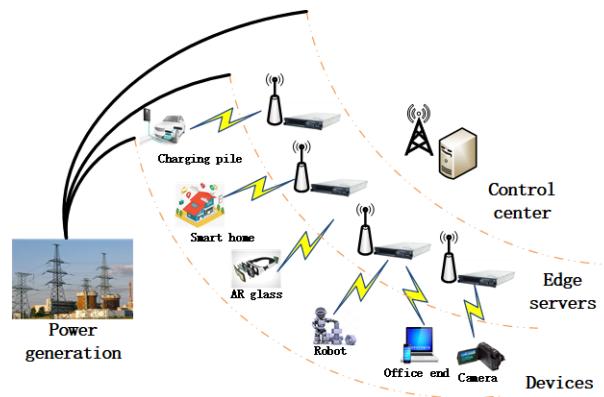 Charging pile
Control
center
Smart home
AR glass
Edge
servers
Power
generation
Robot
Office end
Camera
Devices